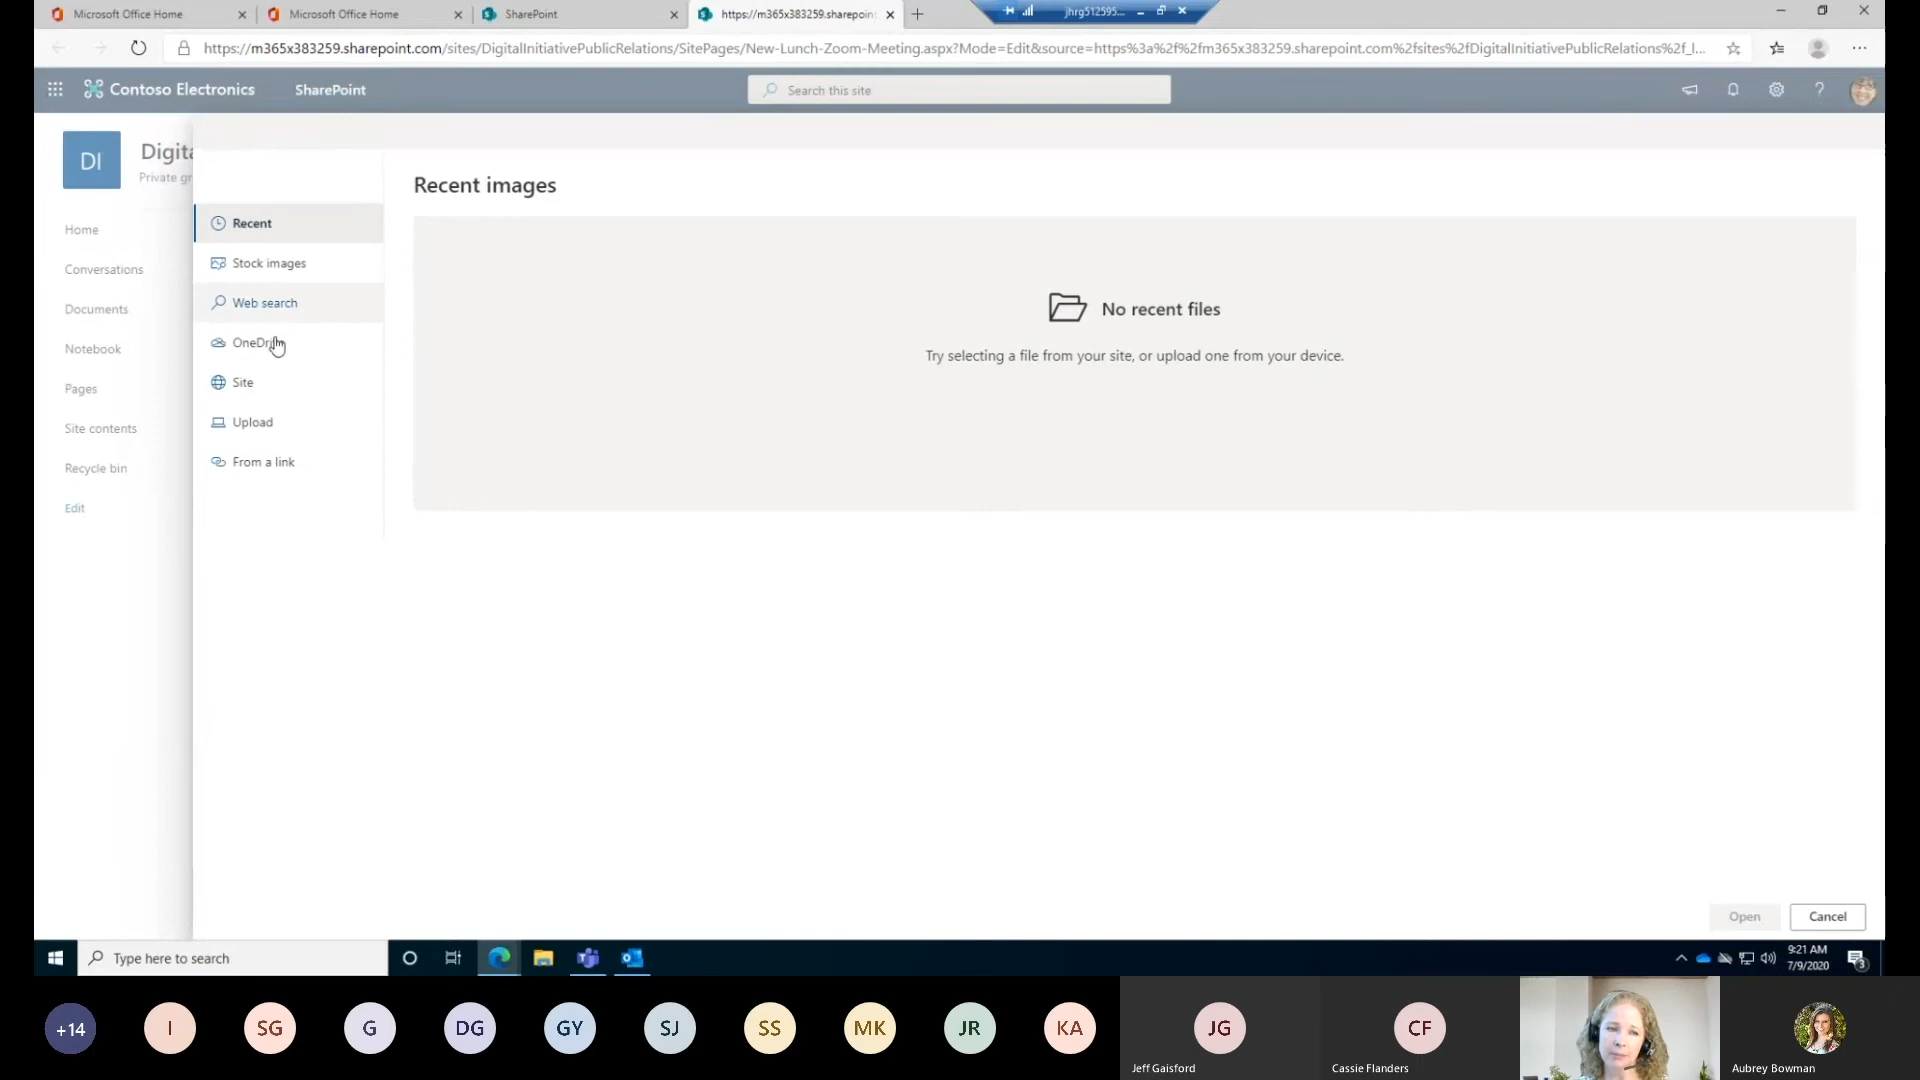 Microsoft Office Home
Microsoft Office Home
SharePoint
https://m365x383259.sharepoin
jhrg512595...
https://m365x383259.sharepoint.com/sites/DigitalInitiativePublicRelations/SitePages/New-Lunch-Zoom-Meeting.aspx?Mode=Edit&source=https%3a%2f%2fm365x383259.sharepoint.com%2fsites%2fDigitalInitiativePublicRelations%2f_l...
Contoso Electronics
SharePoint
Search this site
DI
Digita
Private gr
Home
Conversations
Documents
Notebook
Pages
Site contents
Recycle bin
Edit
Recent
Stock images
Web search
OneDrive
Site
Upload
From a link
Recent images
No recent files
Try selecting a file from your site, or upload one from your device.
Open
Cancel
Type here to search
9:21 AM
7/9/2020
3
+14
I
SG
G
DG
GY
SJ
SS
MK
JR
KA
JG
Jeff Gaisford
CF
Cassie Flanders
Aubrey Bowman